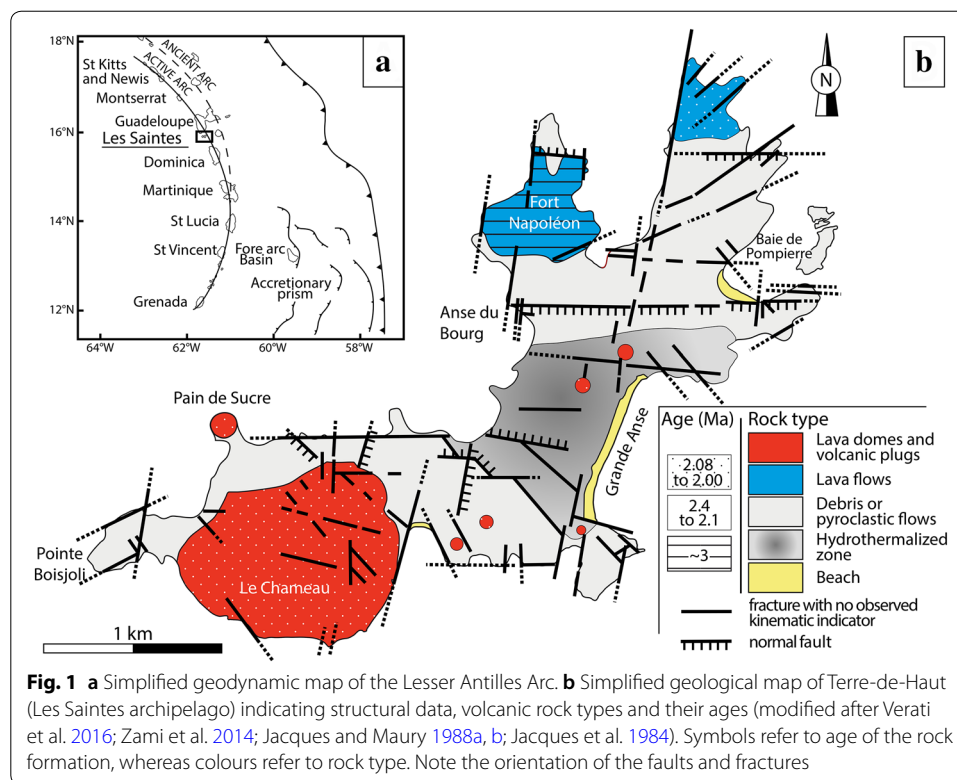 18°N
16°N
14°N
12°N
64°W
62°W
60°W
57°W
ANCIENT ARC
ACTIVE ARC
St Kitts
and Newis
Montserrat
Guadeloupe
Les Saintes
Dominica
Martinique
St Lucia
St Vincent
Grenada
Fore arc
Basin
Accretionary
prism
a
b
N
Fort
Napoléon
Baie de
Pompierre
Anse du
Bourg
Pain de Sucre
Grande Anse
Pointe
Boisjoli
Le Chameau
1 km
Age (Ma)
2.08
to 2.00
2.4
to 2.1
~3
Rock type
Lava domes and
volcanic plugs
Lava flows
Debris or
pyroclastic flows
Hydrothermalized
zone
Beach
fracture with no observed
kinematic indicator
normal fault
Fig. 1 a Simplified geodynamic map of the Lesser Antilles Arc. b Simplified geological map of Terre-de-Haut
(Les Saintes archipelago) indicating structural data, volcanic rock types and their ages (modified after Verati
et al. 2016; Zami et al. 2014; Jacques and Maury 1988a, b; Jacques et al. 1984). Symbols refer to age of the rock
formation, whereas colours refer to rock type. Note the orientation of the faults and fractures